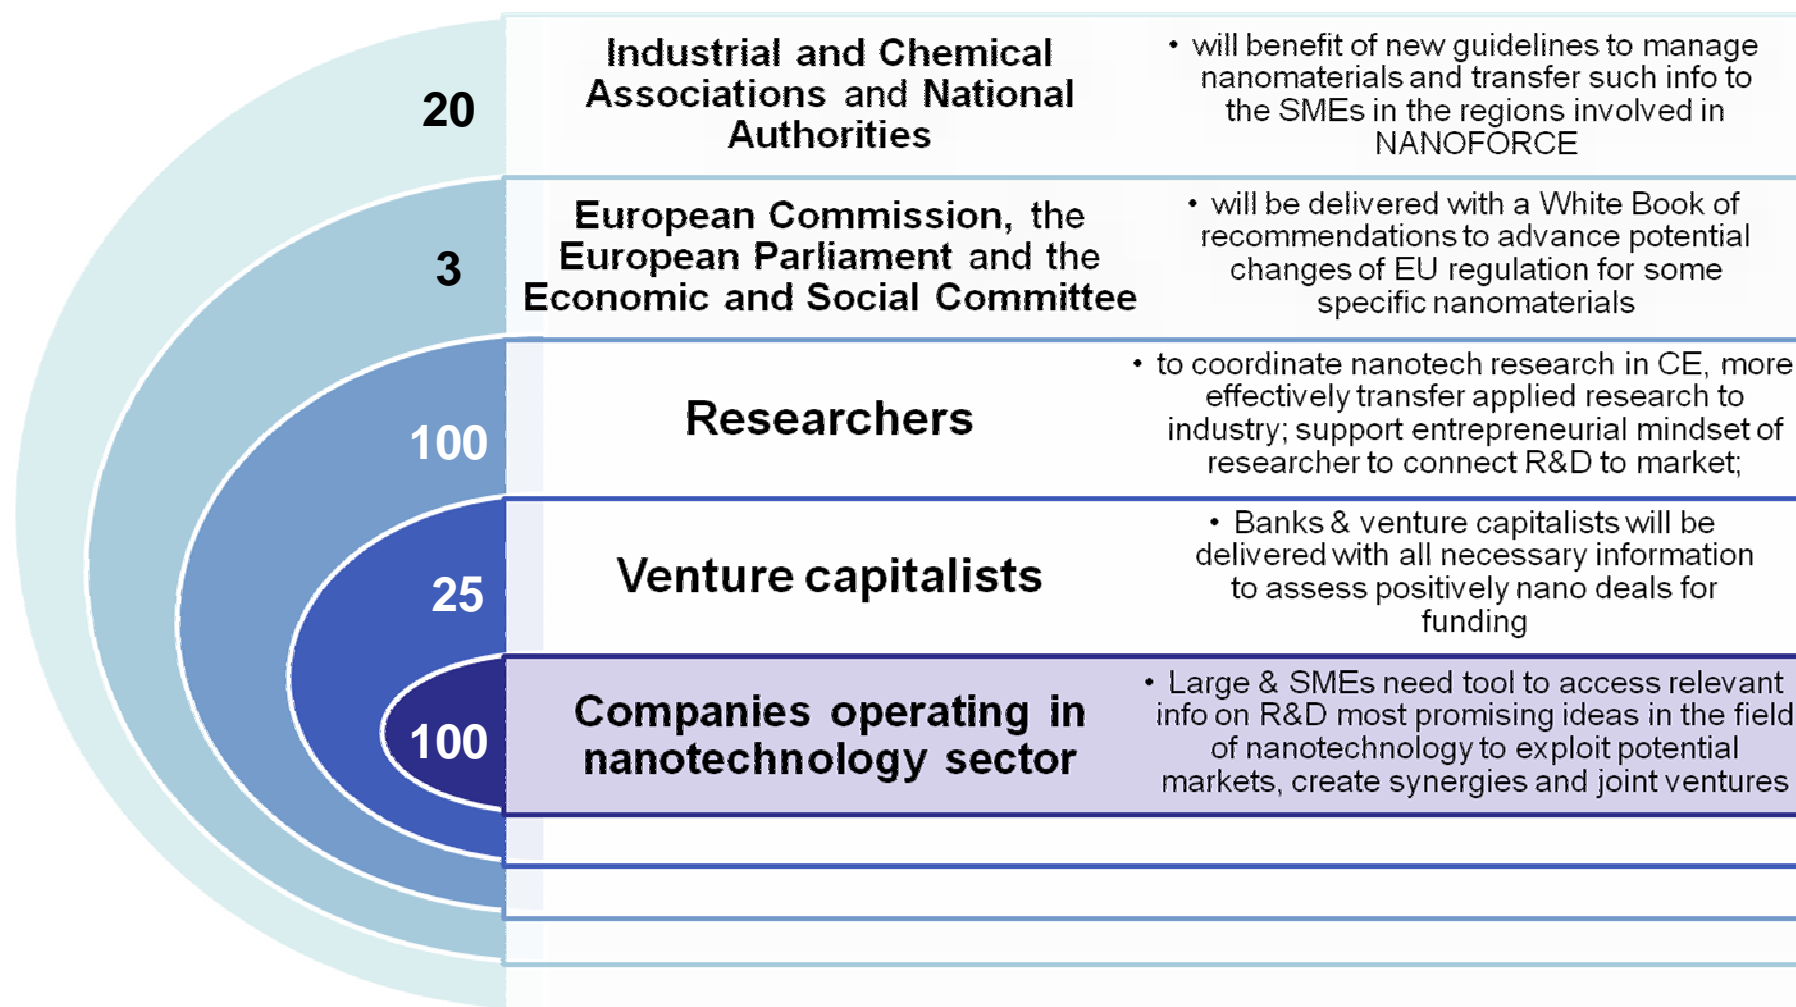 20
Industrial and Chemical
Associations and National
Authorities
• will benefit of new guidelines to manage
nanomaterials and transfer such info to
the SMEs in the regions involved in
NANOFORCE
3
European Commission, the
European Parliament and the
Economic and Social Committee
• will be delivered with a White Book of
recommendations to advance potential
changes of EU regulation for some
specific nanomaterials
100
Researchers
• to coordinate nanotech research in CE, more
effectively transfer applied research to
industry; support entrepreneurial mindset of
researcher to connect R&D to market;
25
Venture capitalists
• Banks & venture capitalists will be
delivered with all necessary information
to assess positively nano deals for
funding
100
Companies operating in
nanotechnology sector
• Large & SMEs need tool to access relevant
info on R&D most promising ideas in the field
of nanotechnology to exploit potential
markets, create synergies and joint ventures